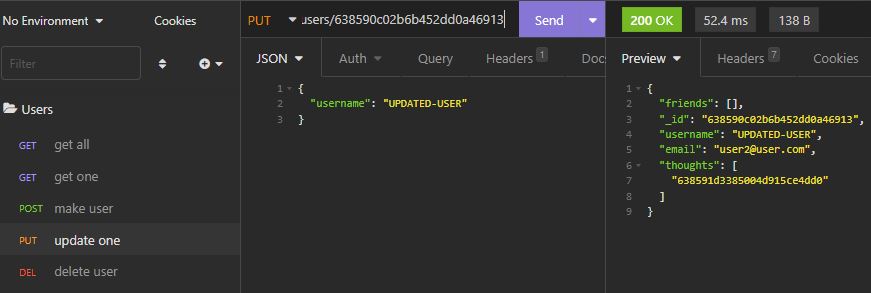 No Environment
Cookies
Filter
Users
GET get all
GET get one
POST make user
PUT update one
DEL delete user
PUT users/638590c02b6b452dd0a46913 Send
JSON Auth Query Headers 1 Doc
1 {
2 "username": "UPDATED-USER"
3 }
200 OK 52.4 ms 138 B
Preview Headers 7 Cookies
1 {
2 "friends": [],
3 "_id": "638590c02b6b452dd0a46913",
4 "username": "UPDATED-USER",
5 "email": "user2@user.com",
6 "thoughts": [
7 "638591d3385004d915ce4dd0"
8 ]
9 }